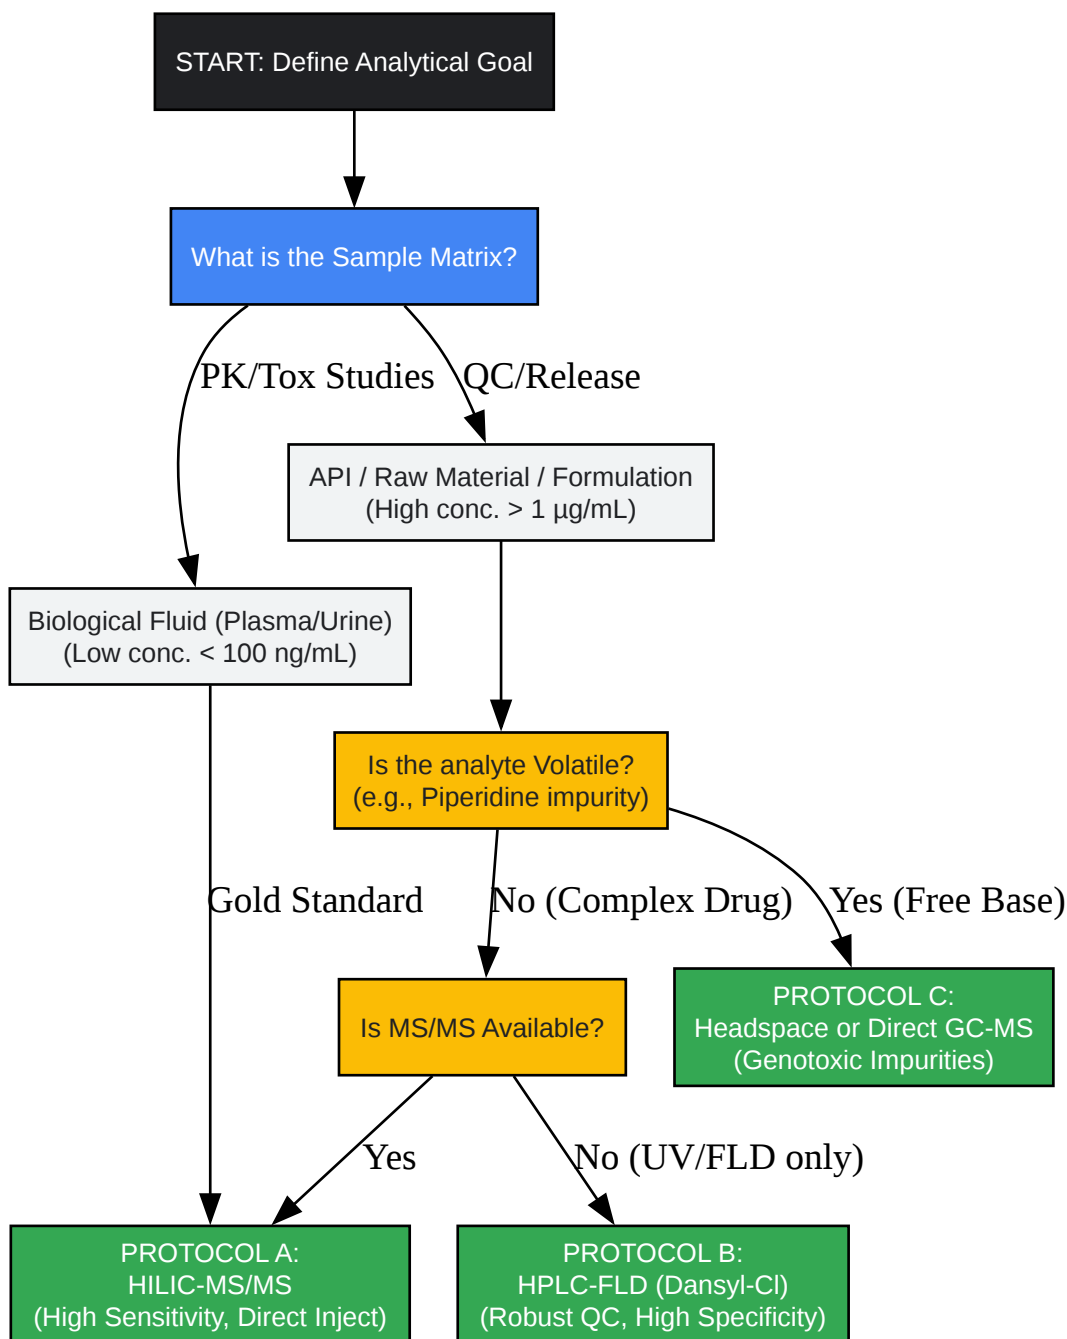 START: Define Analytical Goal
What is the Sample Matrix?
PK/Tox Studies
QC/Release
API / Raw Material / Formulation
(High conc. > 1 µg/mL)
Biological Fluid (Plasma/Urine)
(Low conc. < 100 ng/mL)
Is the analyte Volatile?
(e.g., Piperidine impurity)
Gold Standard
No (Complex Drug)
Yes (Free Base)
Is MS/MS Available?
PROTOCOL C:
Headspace or Direct GC-MS
(Genotoxic Impurities)
Yes
No (UV/FLD only)
PROTOCOL A:
HILIC-MS/MS
(High Sensitivity, Direct Inject)
PROTOCOL B:
HPLC-FLD (Dansyl-Cl)
(Robust QC, High Specificity)